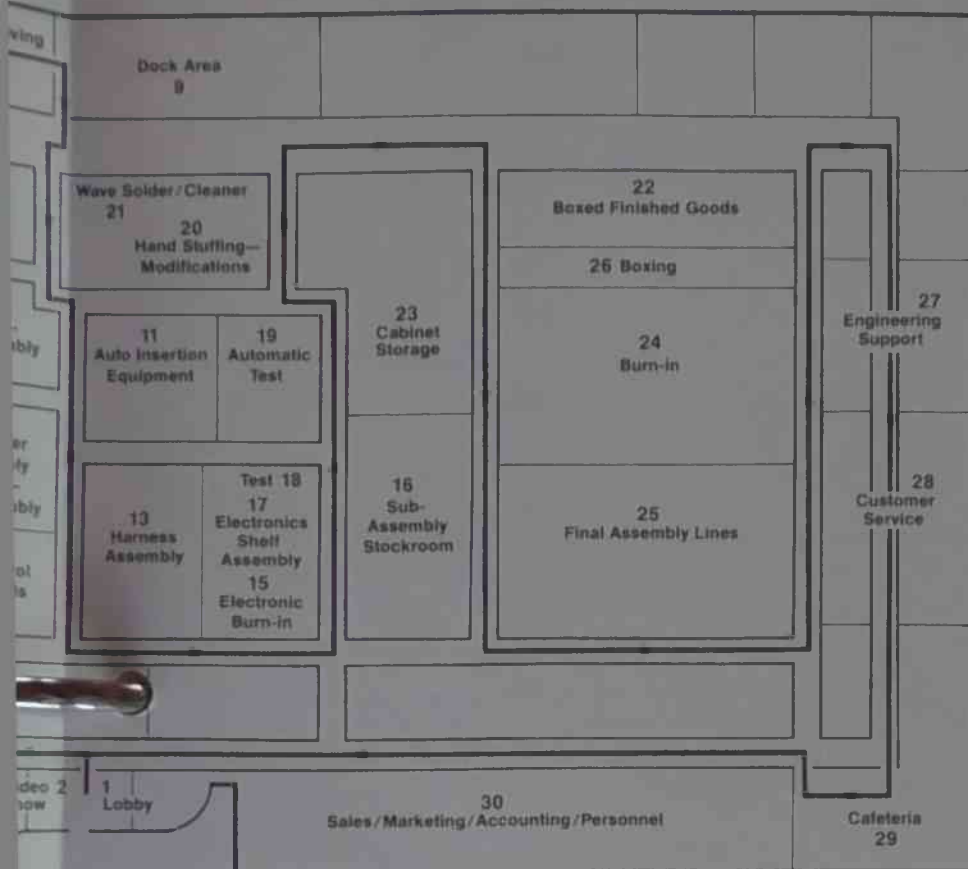 Dock Area
9
Wave Solder/Cleaner
21
20
Hand Stuffing—
Modifications
22
Boxed Finished Goods
26 Boxing
11
Auto Insertion
Equipment
19
Automatic
Test
23
Cabinet
Storage
24
Burn-in
27
Engineering
Support
13
Harness
Assembly
Test 18
17
Electronics
Shelf
Assembly
15
Electronic
Burn-in
16
Sub-
Assembly
Stockroom
25
Final Assembly Lines
28
Customer
Service
2
1
Lobby
30
Sales/Marketing/Accounting/Personnel
Cafeteria
29